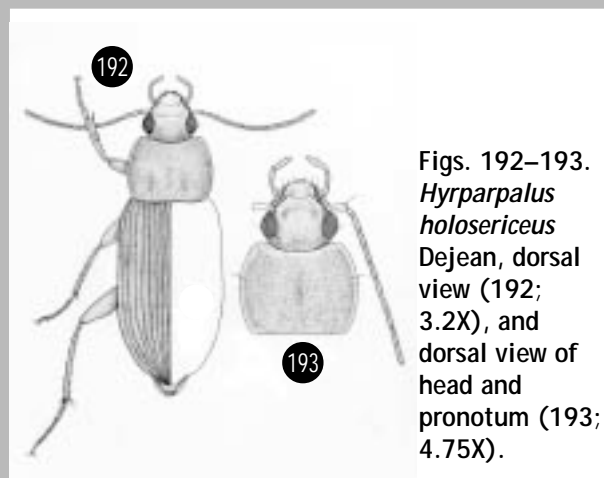 192
193
Figs. 192–193.
Hyrparpalus
holosericeus
Dejean, dorsal
view (192;
3.2X), and
dorsal view of
head and
pronotum (193;
4.75X).